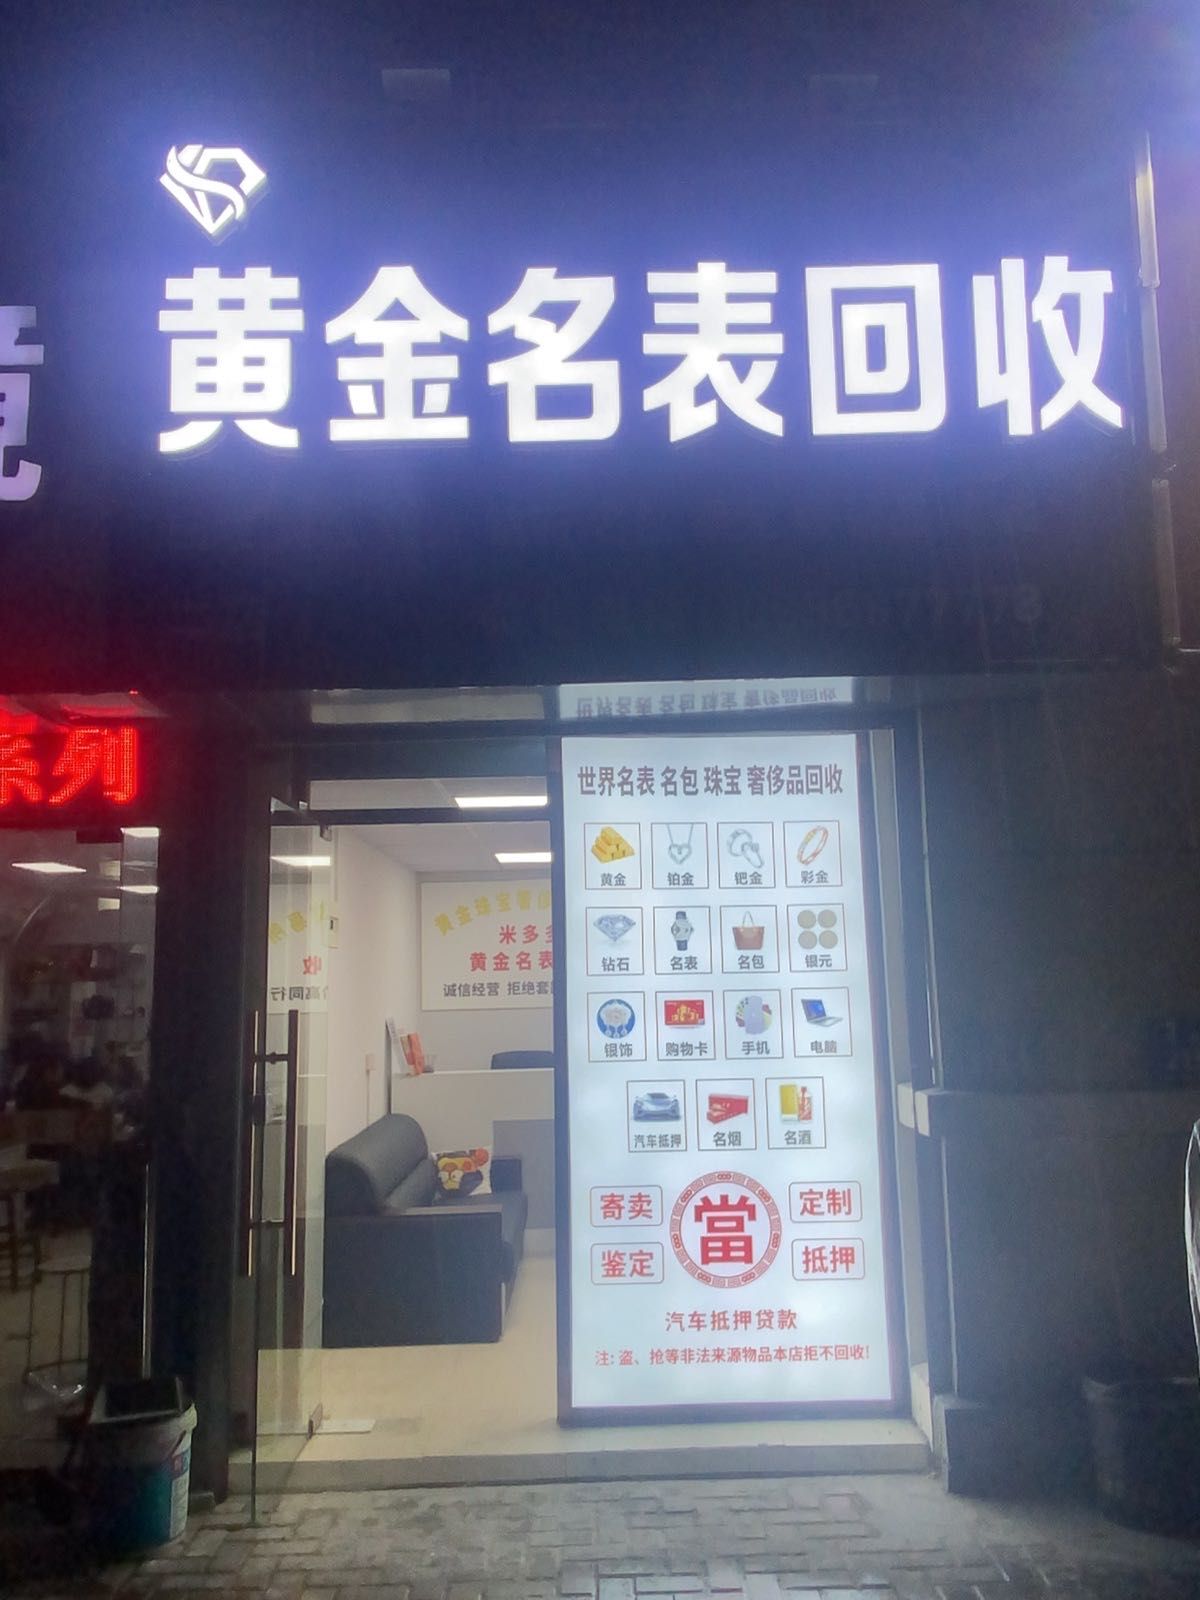 黄金名表回收
系列
世界名表 名包 珠宝 奢侈品回收
黄金 铂金 钯金 彩金
钻石 名表 名包 银元
银饰 购物卡 手机 电脑
汽车抵押 名烟 名酒
寄卖 當 定制
鉴定 抵押
汽车抵押贷款
注: 盗、抢等非法来源物品本店拒不回收!
黄金珠宝奢
米多
黄金名表
诚信经营 拒绝套